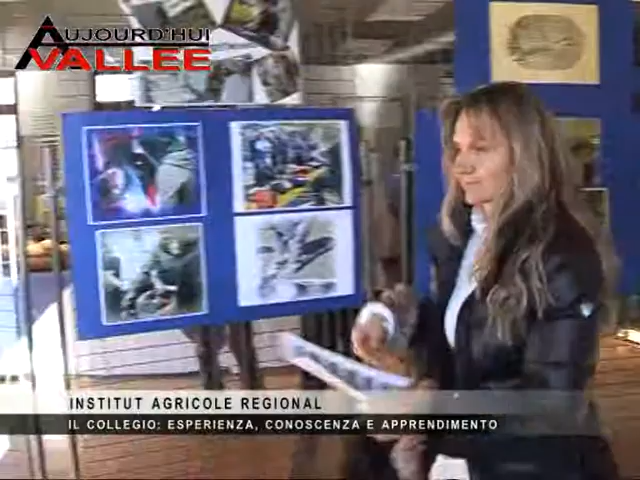 AUJOURD'HUI
VALLEE
INSTITUT AGRICOLE REGIONAL
IL COLLEGIO: ESPERIENZA, CONOSCENZA E APPRENDIMENTO